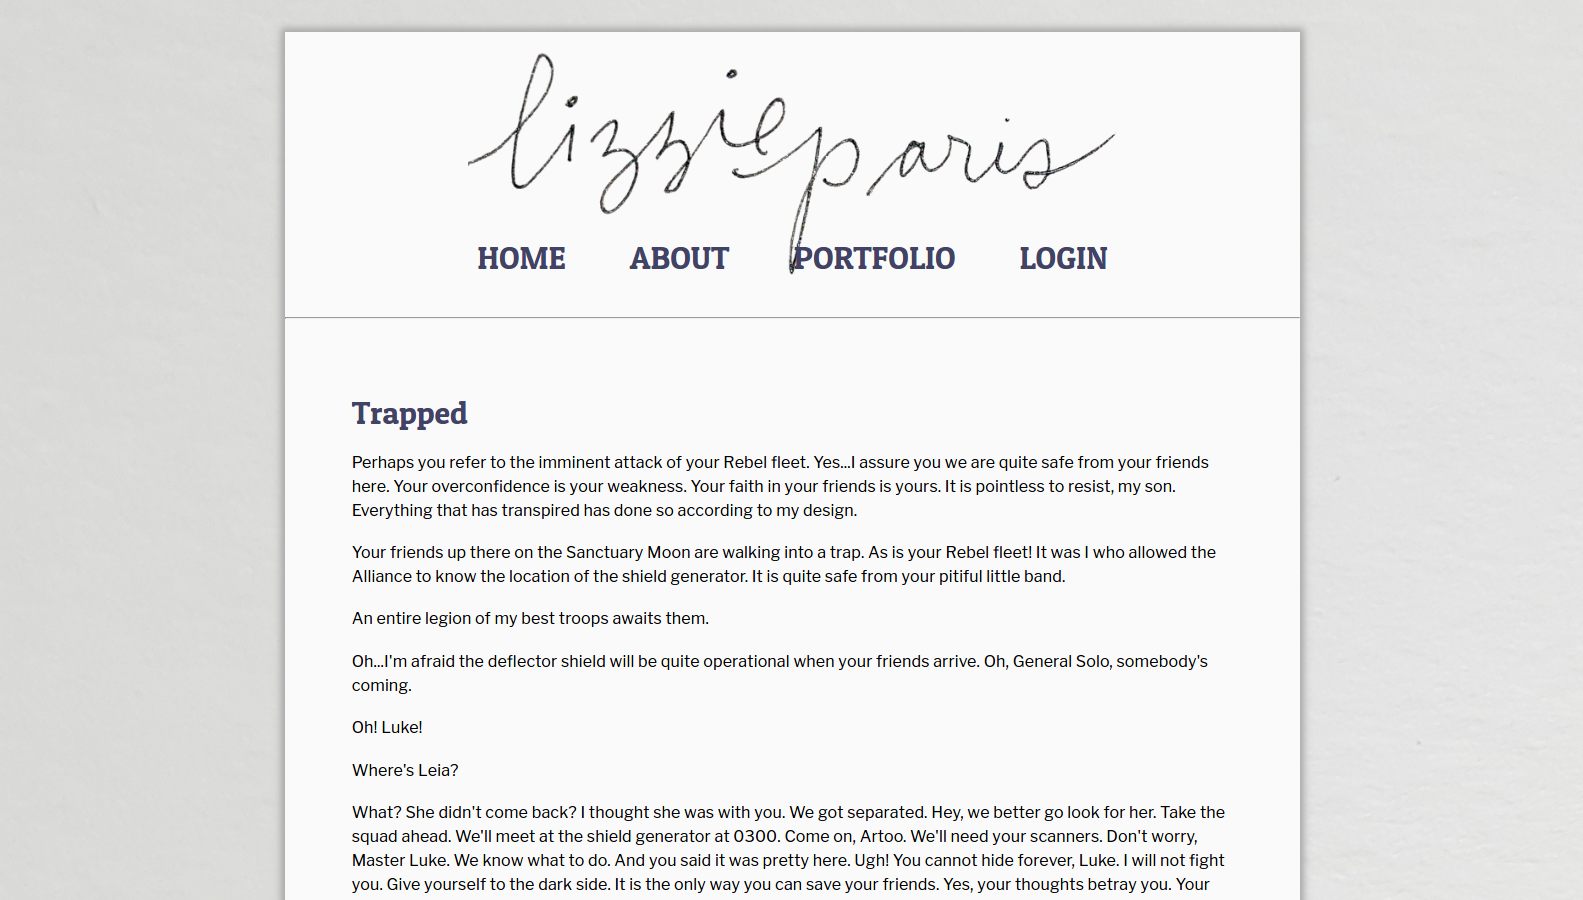 lizzie paris
HOME ABOUT PORTFOLIO LOGIN
Trapped
Perhaps you refer to the imminent attack of your Rebel fleet. Yes...I assure you we are quite safe from your friends
here. Your overconfidence is your weakness. Your faith in your friends is yours. It is pointless to resist, my son.
Everything that has transpired has done so according to my design.
Your friends up there on the Sanctuary Moon are walking into a trap. As is your Rebel fleet! It was I who allowed the
Alliance to know the location of the shield generator. It is quite safe from your pitiful little band.
An entire legion of my best troops awaits them.
Oh...I'm afraid the deflector shield will be quite operational when your friends arrive. Oh, General Solo, somebody's
coming.
Oh! Luke!
Where's Leia?
What? She didn't come back? I thought she was with you. We got separated. Hey, we better go look for her. Take the
squad ahead. We'll meet at the shield generator at 0300. Come on, Artoo. We'll need your scanners. Don't worry,
Master Luke. We know what to do. And you said it was pretty here. Ugh! You cannot hide forever, Luke. I will not fight
you. Give yourself to the dark side. It is the only way you can save your friends. Yes, your thoughts betray you. Your